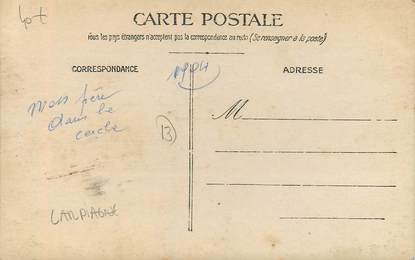 CARTE POSTALE
Tous les pays étrangers n'acceptent pas la correspondance au recto (Se renseigner à la poste)
CORRESPONDANCE
ADRESSE
1904
mon père
dans le
cercle
13
M